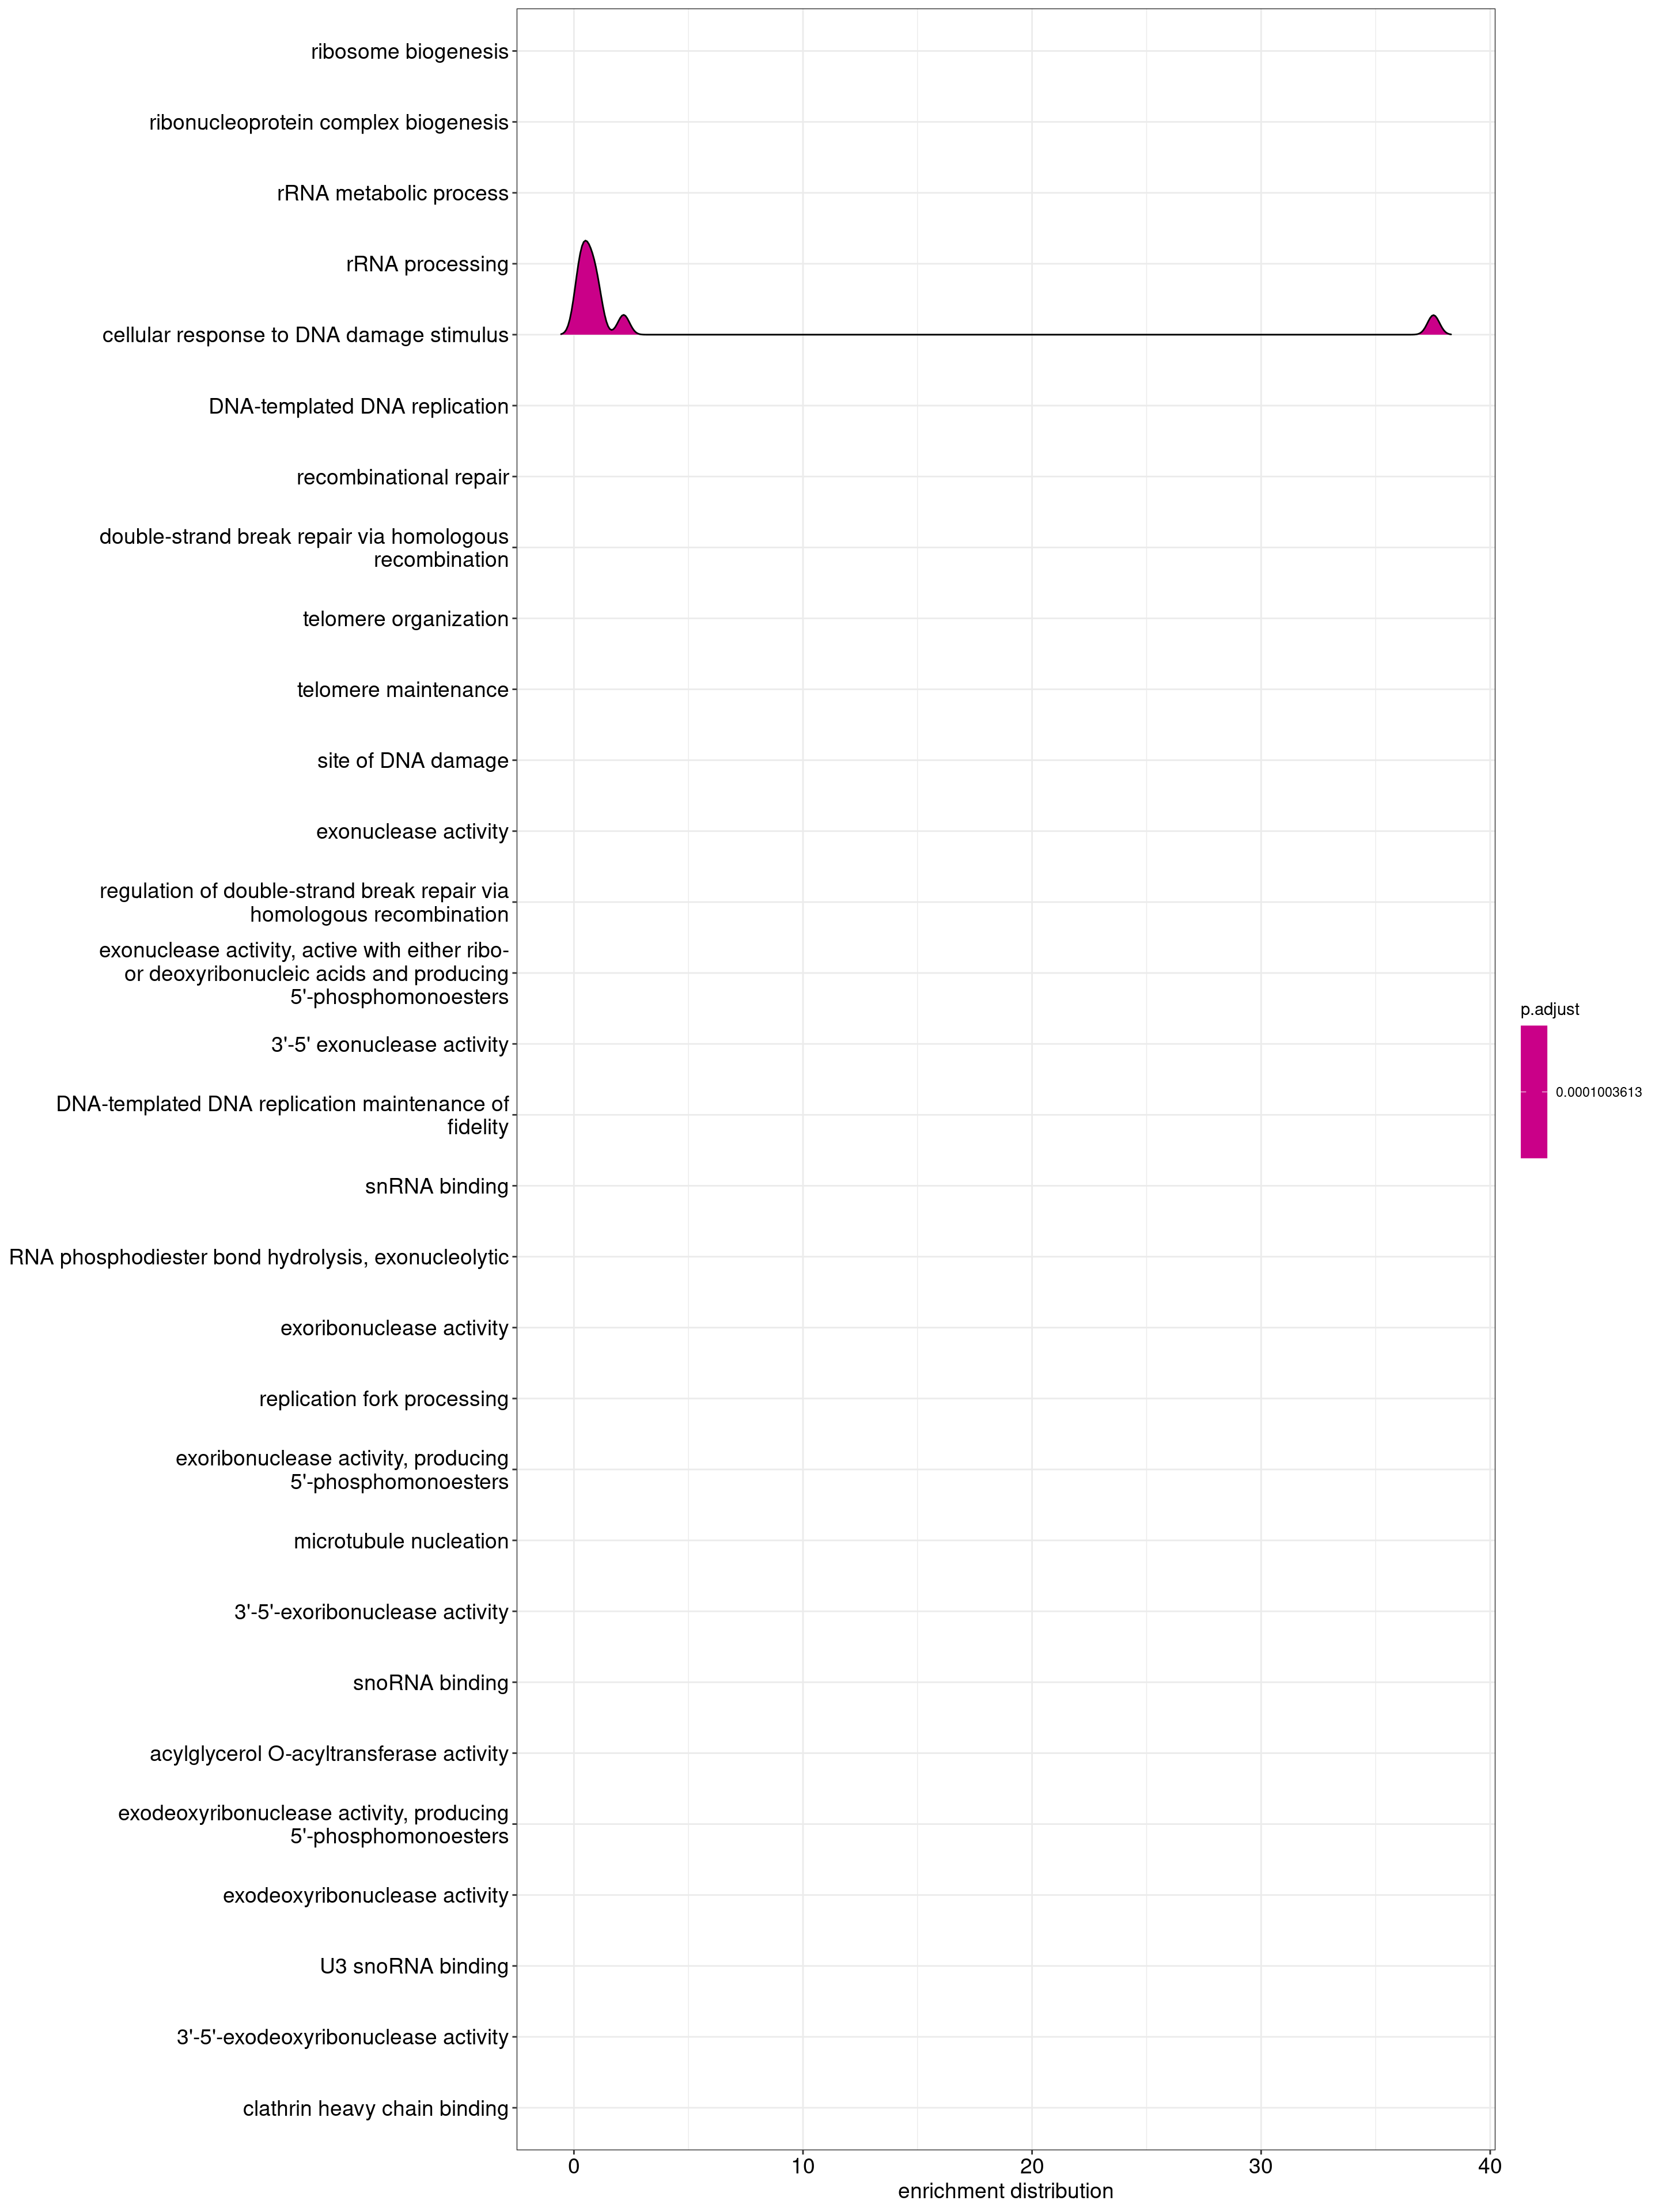 ribosome biogenesis
ribonucleoprotein complex biogenesis
rRNA metabolic process
rRNA processing
cellular response to DNA damage stimulus
DNA-templated DNA replication
recombinational repair
double-strand break repair via homologous
recombination
telomere organization
telomere maintenance
site of DNA damage
exonuclease activity
regulation of double-strand break repair via
homologous recombination
exonuclease activity, active with either ribo-
or deoxyribonucleic acids and producing
5'-phosphomonoesters
3'-5' exonuclease activity
DNA-templated DNA replication maintenance of
fidelity
snRNA binding
RNA phosphodiester bond hydrolysis, exonucleolytic
exoribonuclease activity
replication fork processing
exoribonuclease activity, producing
5'-phosphomonoesters
microtubule nucleation
3'-5'-exoribonuclease activity
snoRNA binding
acylglycerol O-acyltransferase activity
exodeoxyribonuclease activity, producing
5'-phosphomonoesters
exodeoxyribonuclease activity
U3 snoRNA binding
3'-5'-exodeoxyribonuclease activity
clathrin heavy chain binding
0 10 20 30 40
enrichment distribution
p.adjust
0.0001003613